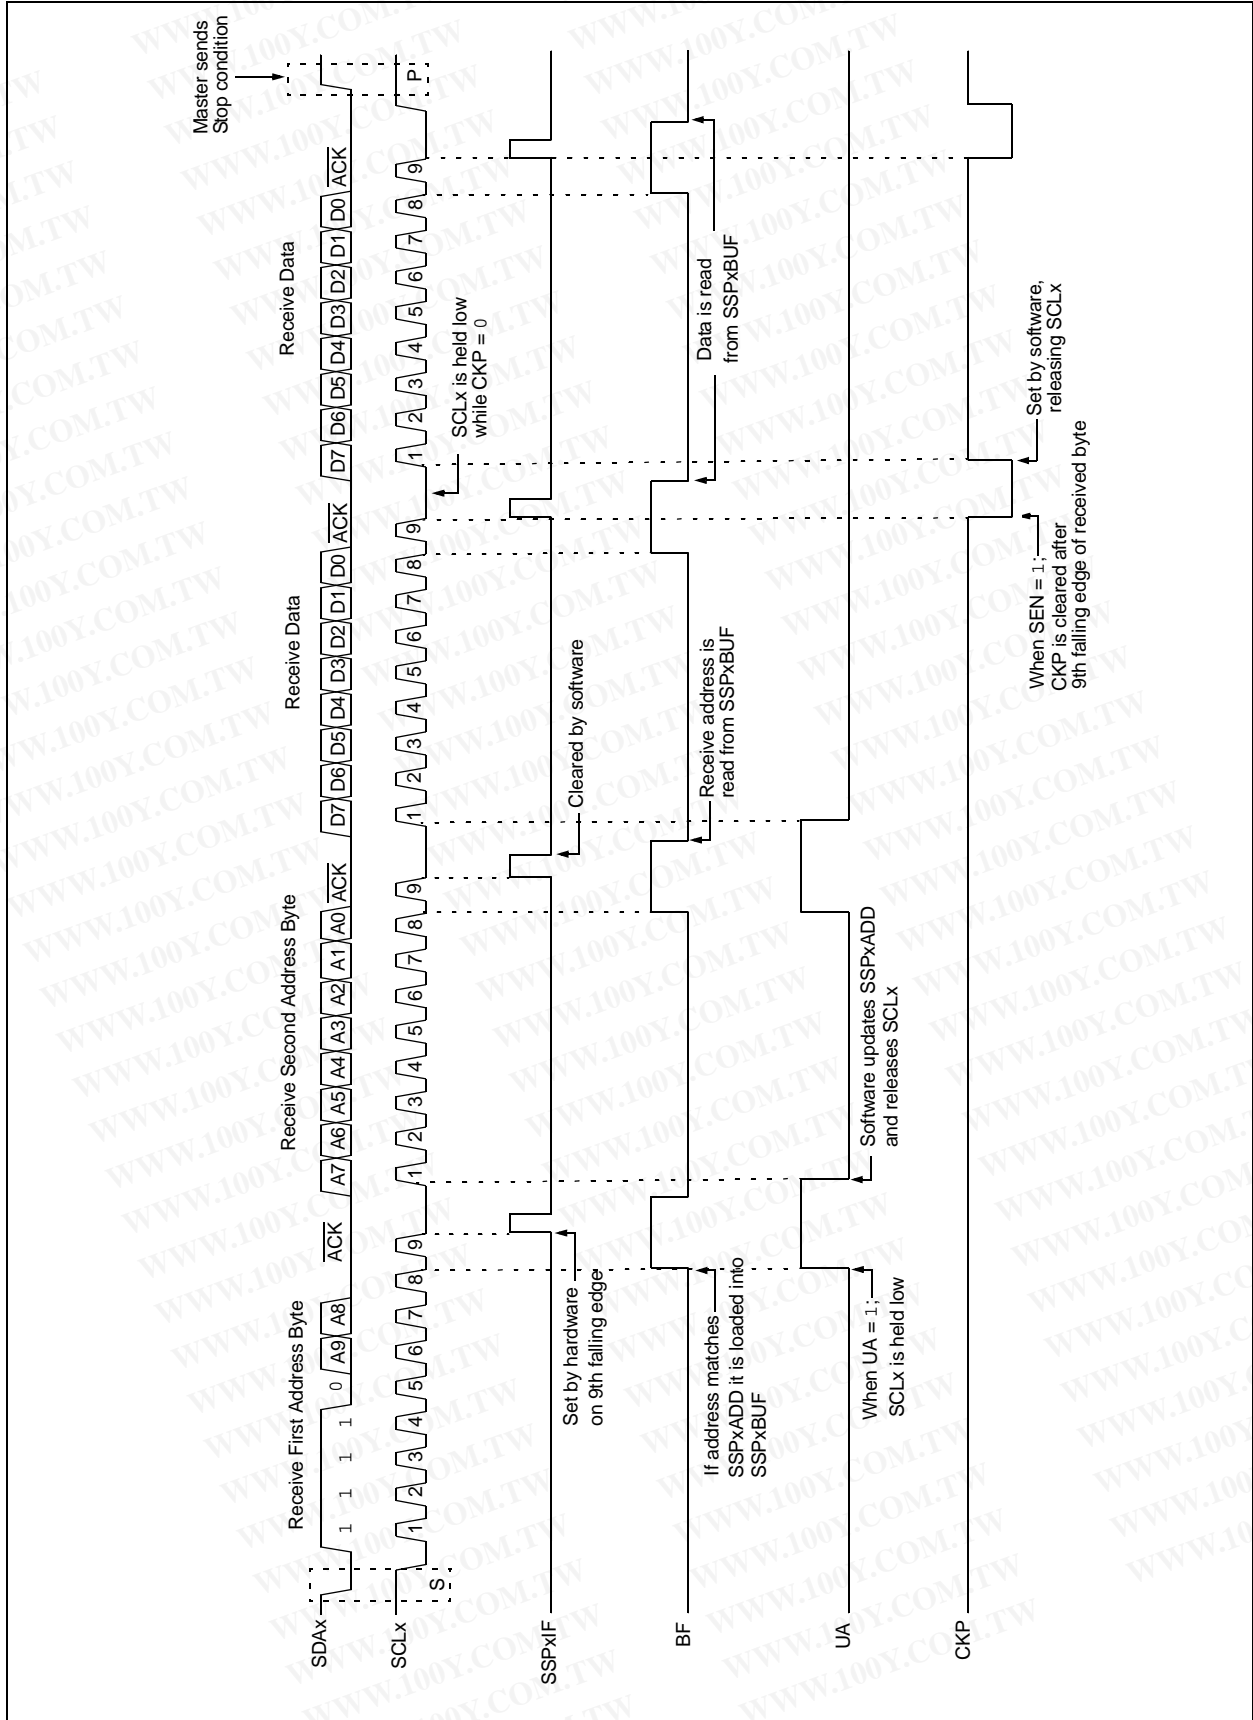 Master sends
Stop condition
Receive First Address Byte
Receive Second Address Byte
Receive Data
Receive Data
SDAx
1 1 1 1 0 A9 A8 ACK
A7 A6 A5 A4 A3 A2 A1 A0 ACK
D7 D6 D5 D4 D3 D2 D1 D0 ACK
D7 D6 D5 D4 D3 D2 D1 D0 ACK
SCLx
S
1 2 3 4 5 6 7 8 9
1 2 3 4 5 6 7 8 9
1 2 3 4 5 6 7 8 9
1 2 3 4 5 6 7 8 9
P
SCLx is held low
while CKP = 0
SSPxIF
Set by hardware
on 9th falling edge
Cleared by software
BF
If address matches
SSPxADD it is loaded into
SSPxBUF
Receive address is
read from SSPxBUF
Data is read
from SSPxBUF
UA
When UA = 1;
SCLx is held low
Software updates SSPxADD
and releases SCLx
CKP
When SEN = 1;
CKP is cleared after
9th falling edge of received byte
Set by software,
releasing SCLx
WWW.100Y.COM.TW